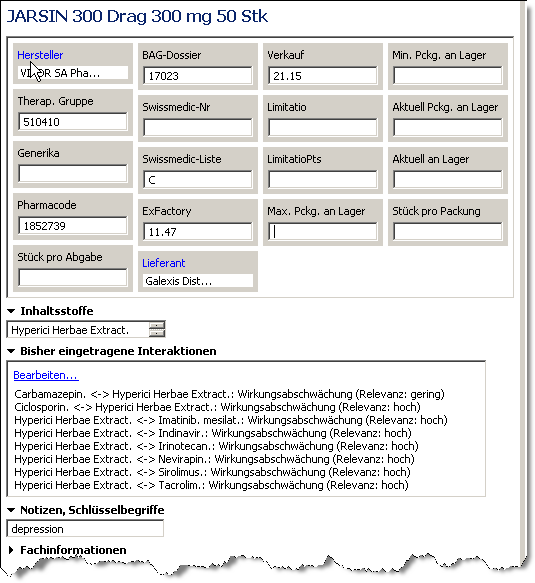 JARSIN 300 Drag 300 mg 50 Stk
Hersteller BAG-Dossier Verkauf Min. Pckg. an Lager
SA Pha... 17023 21.15
Therap. Gruppe Swissmedic-Nr Limitatio Aktuell Pckg. an Lager
510410
Generika Swissmedic-Liste LimitatioPts Aktuell an Lager
C
Pharmacode ExFactory Max. Pckg. an Lager Stück pro Packung
1852739 11.47
Stück pro Abgabe Lieferant
Galexis Dist...
Inhaltsstoffe
Hyperici Herbae Extract.
Bisher eingetragene Interaktionen
Bearbeiten...
Carbamazepin. <-> Hyperici Herbae Extract.: Wirkungsabschwächung (Relevanz: gering)
Ciclosporin. <-> Hyperici Herbae Extract.: Wirkungsabschwächung (Relevanz: hoch)
Hyperici Herbae Extract. <-> Imatinib. mesilat.: Wirkungsabschwächung (Relevanz: hoch)
Hyperici Herbae Extract. <-> Indinavir.: Wirkungsabschwächung (Relevanz: hoch)
Hyperici Herbae Extract. <-> Irinotecan.: Wirkungsabschwächung (Relevanz: hoch)
Hyperici Herbae Extract. <-> Nevirapin.: Wirkungsabschwächung (Relevanz: hoch)
Hyperici Herbae Extract. <-> Sirolimus.: Wirkungsabschwächung (Relevanz: hoch)
Hyperici Herbae Extract. <-> Tacrolim.: Wirkungsabschwächung (Relevanz: hoch)
Notizen, Schlüsselbegriffe
depression
Fachinformationen